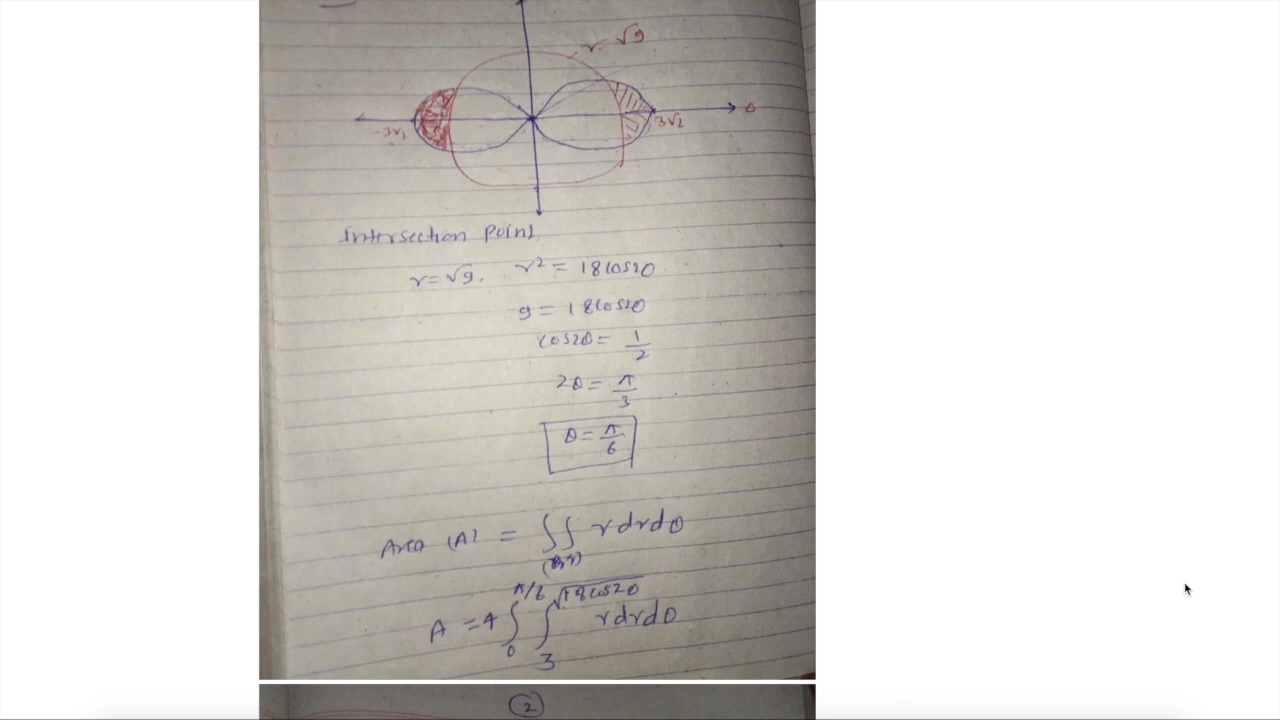 r=√9
-3√2
3√2
θ
Intersection point
r=√9, r² = 18cos2θ
9 = 18cos2θ
cos2θ = 1/2
2θ = π/3
θ = π/6
Area (A) = ∫∫ r dr dθ
π/6 √18cos2θ
A = 4 ∫ ∫ r dr dθ
0 3
2